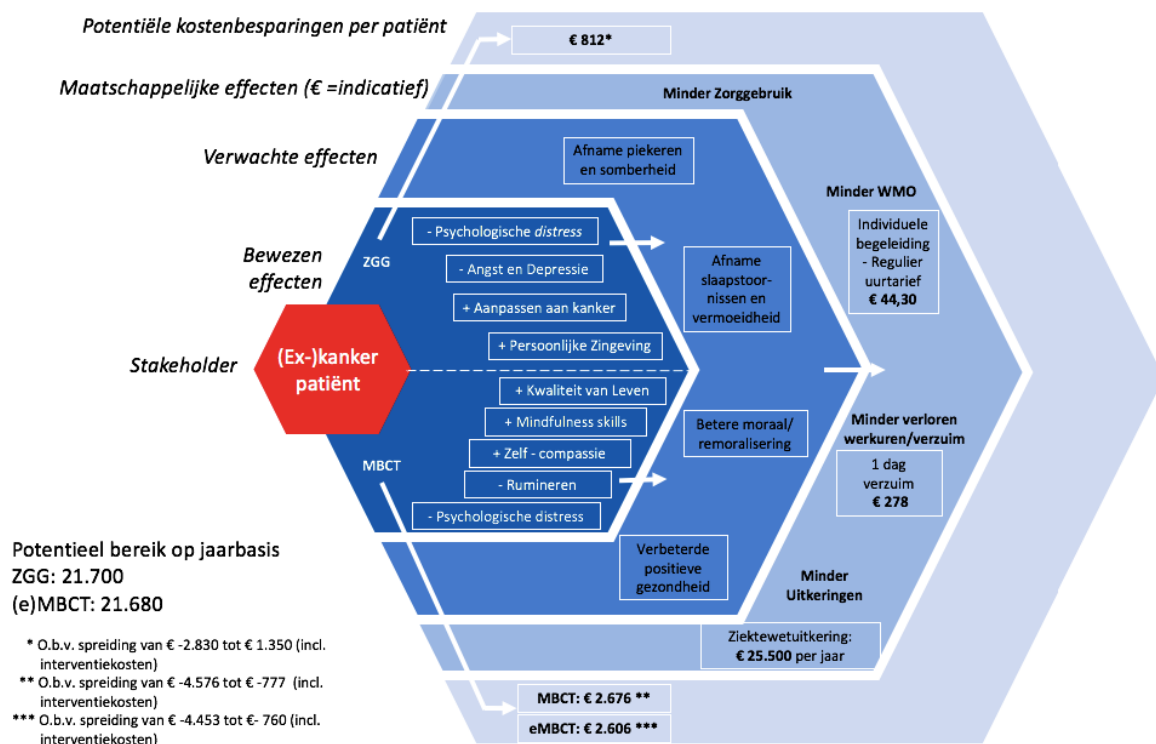 Potentiële kostenbesparingen per patiënt
€ 812*
Maatschappelijke effecten (€ =indicatief)
Minder Zorggebruik
Verwachte effecten
Afname piekeren
en somberheid
Minder WMO
Individuele
begeleiding
- Regulier
uurtarief
€ 44,30
Bewezen
effecten
ZGG
- Psychologische distress
- Angst en Depressie
+ Aanpassen aan kanker
+ Persoonlijke Zingeving
Afname
slaapstoor-
nissen en
vermoeidheid
Stakeholder
(Ex-)kanker
patiënt
+ Kwaliteit van Leven
+ Mindfulness skills
+ Zelf - compassie
- Rumineren
- Psychologische distress
MBCT
Betere moraal/
remoralisering
Minder verloren
werkuren/verzuim
1 dag
verzuim
€ 278
Verbeterde
positieve
gezondheid
Minder
Uitkeringen
Ziektewetuitkering:
€ 25.500 per jaar
Potentieel bereik op jaarbasis
ZGG: 21.700
(e)MBCT: 21.680
* O.b.v. spreiding van € -2.830 tot € 1.350 (incl.
interventiekosten)
** O.b.v. spreiding van € -4.576 tot € -777 (incl.
interventiekosten)
*** O.b.v. spreiding van € -4.453 tot €- 760 (incl.
interventiekosten)
MBCT: € 2.676 **
eMBCT: € 2.606 ***